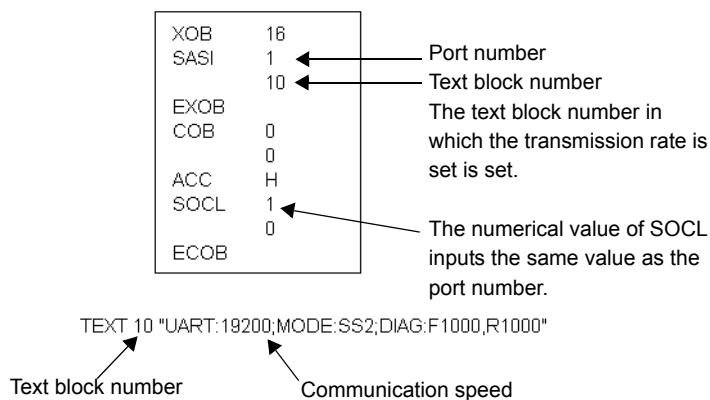 XOB 16
SASI 1
10
EXOB
COB 0
0
ACC H
SOCL 1
0
ECOB
Port number
Text block number
The text block number in
which the transmission rate is
set is set.
The numerical value of SOCL
inputs the same value as the
port number.
TEXT 10 "UART:19200;MODE:SS2;DIAG:F1000,R1000"
Text block number
Communication speed